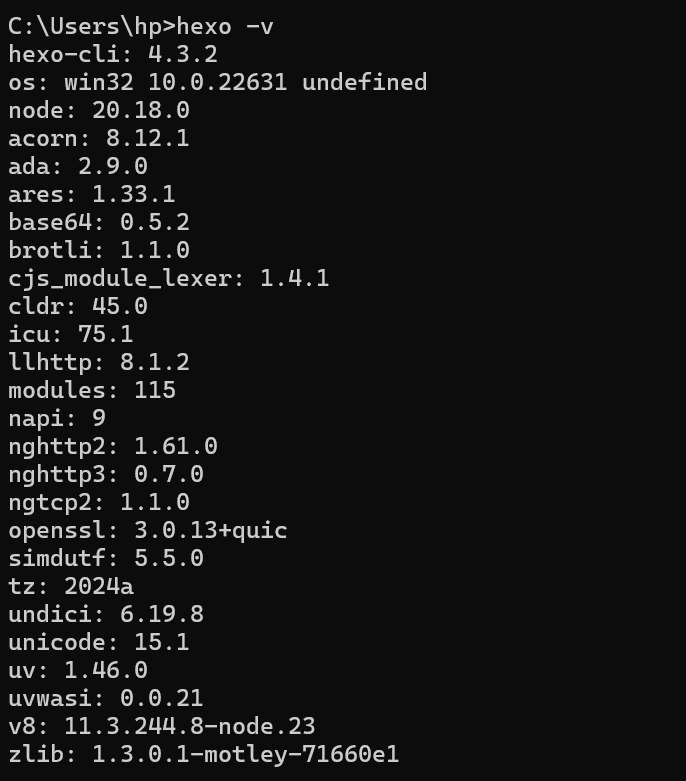 C:\Users\hp>hexo -v
hexo-cli: 4.3.2
os: win32 10.0.22631 undefined
node: 20.18.0
acorn: 8.12.1
ada: 2.9.0
ares: 1.33.1
base64: 0.5.2
brotli: 1.1.0
cjs_module_lexer: 1.4.1
cldr: 45.0
icu: 75.1
llhttp: 8.1.2
modules: 115
napi: 9
nghttp2: 1.61.0
nghttp3: 0.7.0
ngtcp2: 1.1.0
openssl: 3.0.13+quic
simdutf: 5.5.0
tz: 2024a
undici: 6.19.8
unicode: 15.1
uv: 1.46.0
uvwasi: 0.0.21
v8: 11.3.244.8-node.23
zlib: 1.3.0.1-motley-71660e1